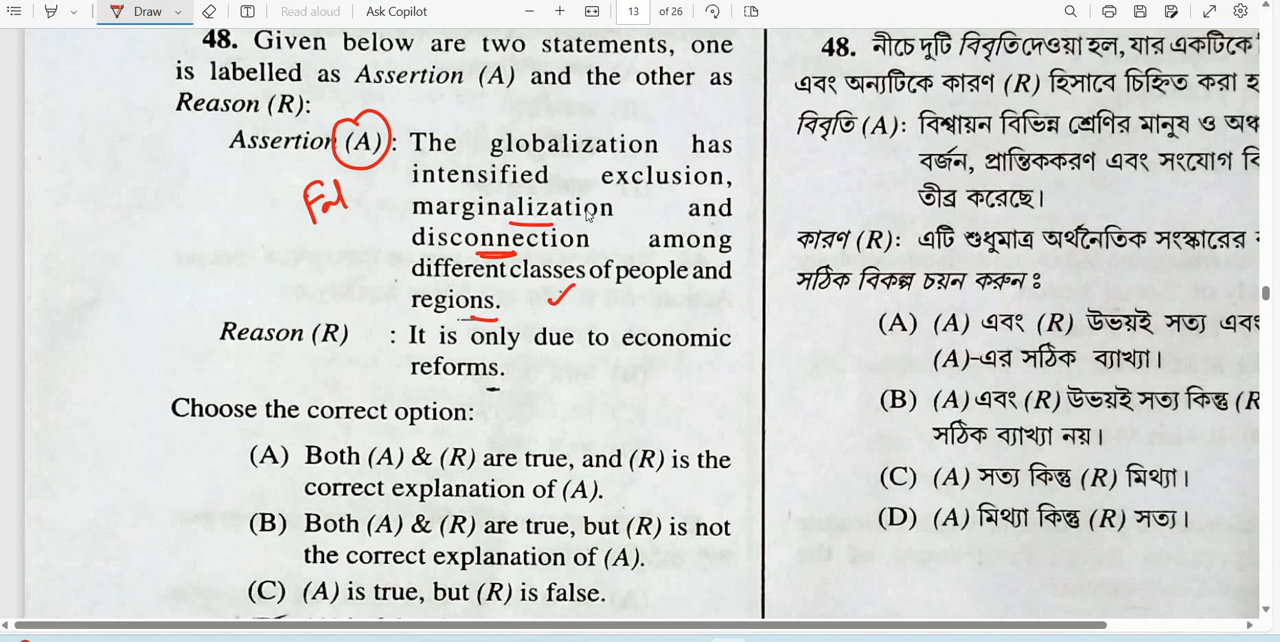 Draw
Read aloud
Ask Copilot
13 of 26
48. Given below are two statements, one
is labelled as Assertion (A) and the other as
Reason (R):
Assertion (A) : The globalization has
intensified exclusion,
marginalization and
disconnection among
different classes of people and
regions.
Reason (R) : It is only due to economic
reforms.
Choose the correct option:
(A) Both (A) & (R) are true, and (R) is the
correct explanation of (A).
(B) Both (A) & (R) are true, but (R) is not
the correct explanation of (A).
(C) (A) is true, but (R) is false.
Fal
48. নীচে দুটি বিবৃতি দেওয়া হল, যার একটিকে
এবং অন্যটিকে কারণ (R) হিসাবে চিহ্নিত করা হ
বিবৃতি (A): বিশ্বায়ন বিভিন্ন শ্রেণির মানুষ ও অঞ্চ
বর্জন, প্রান্তিককরণ এবং সংযোগ বি
তীব্র করেছে।
কারণ (R): এটি শুধুমাত্র অর্থনৈতিক সংস্কারের
সঠিক বিকল্প চয়ন করুন :
(A) (A) এবং (R) উভয়ই সত্য এবং
(A)-এর সঠিক ব্যাখ্যা।
(B) (A) এবং (R) উভয়ই সত্য কিন্তু (R
সঠিক ব্যাখ্যা নয়।
(C) (A) সত্য কিন্তু (R) মিথ্যা।
(D) (A) মিথ্যা কিন্তু (R) সত্য।